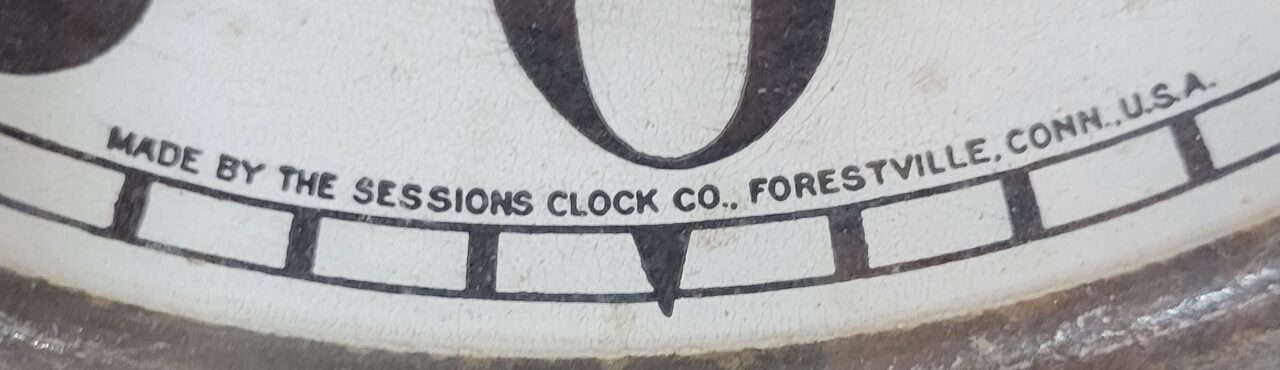 MADE BY THE SESSIONS CLOCK CO., FORESTVILLE, CONN., U.S.A.